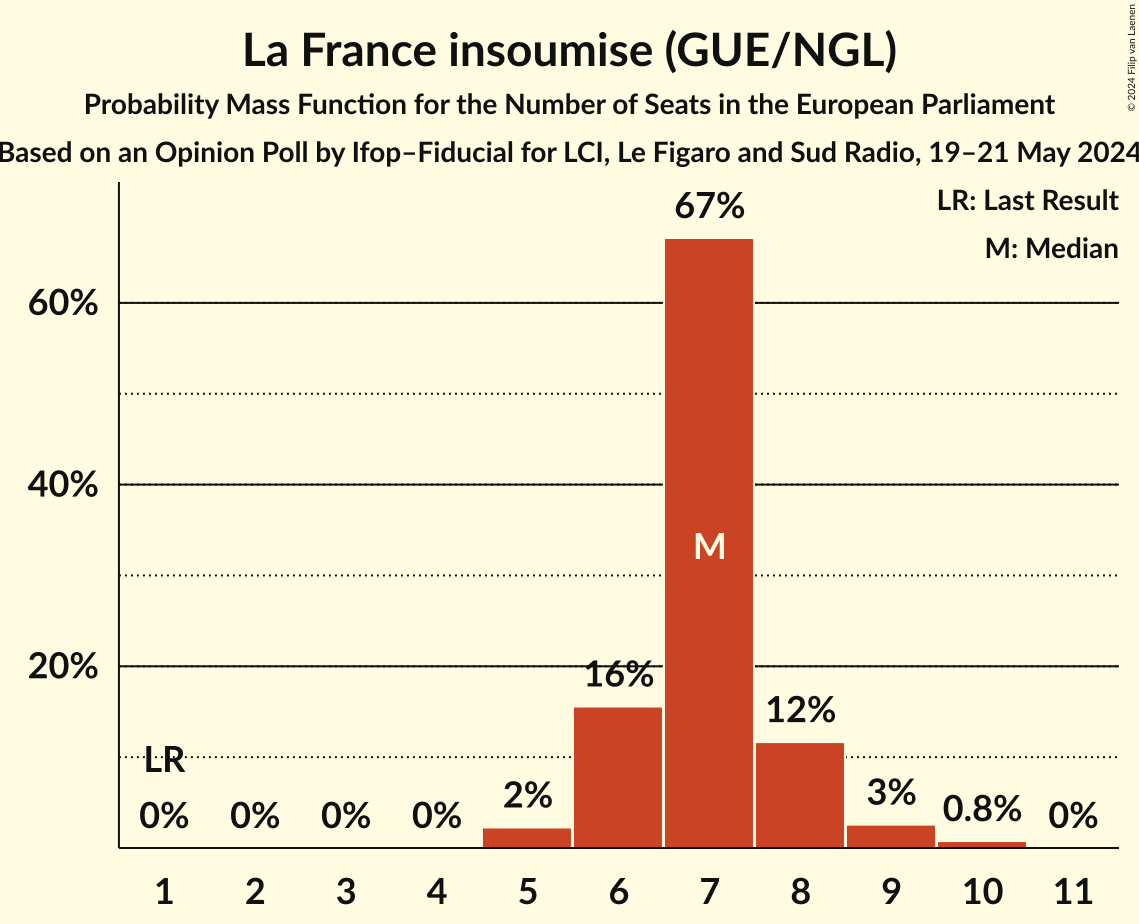 La France insoumise (GUE/NGL)
Probability Mass Function for the Number of Seats in the European Parliament
Based on an Opinion Poll by Ifop–Fiducial for LCI, Le Figaro and Sud Radio, 19–21 May 2024
© 2024 Filip van Laenen
LR: Last Result
M: Median
67%
60%
40%
M
20%
16%
12%
LR
0%
0%
0%
0%
2%
3%
0.8%
0%
1 2 3 4 5 6 7 8 9 10 11